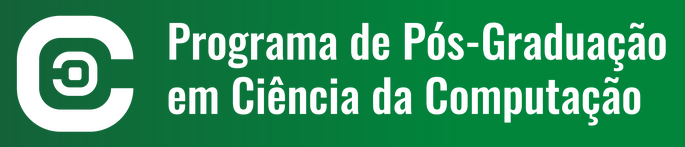 Programa de Pós-Graduação
em Ciência da Computação